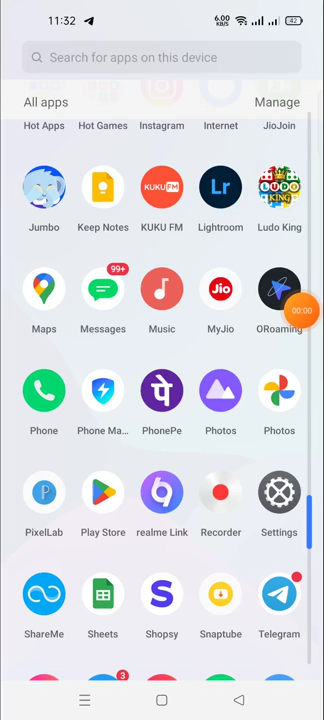 11:32 6.00 KB/S 42
Search for apps on this device
All apps Manage
Hot Apps Hot Games Instagram Internet JioJoin
KUKU FM Lr LUDO KING
Jumbo Keep Notes KUKU FM Lightroom Ludo King
99+ Jio
Maps Messages Music MyJio ORoaming
00:00
पे
Phone Phone Ma... PhonePe Photos Photos
P
PixelLab Play Store realme Link Recorder Settings
S
ShareMe Sheets Shopsy Snaptube Telegram
3